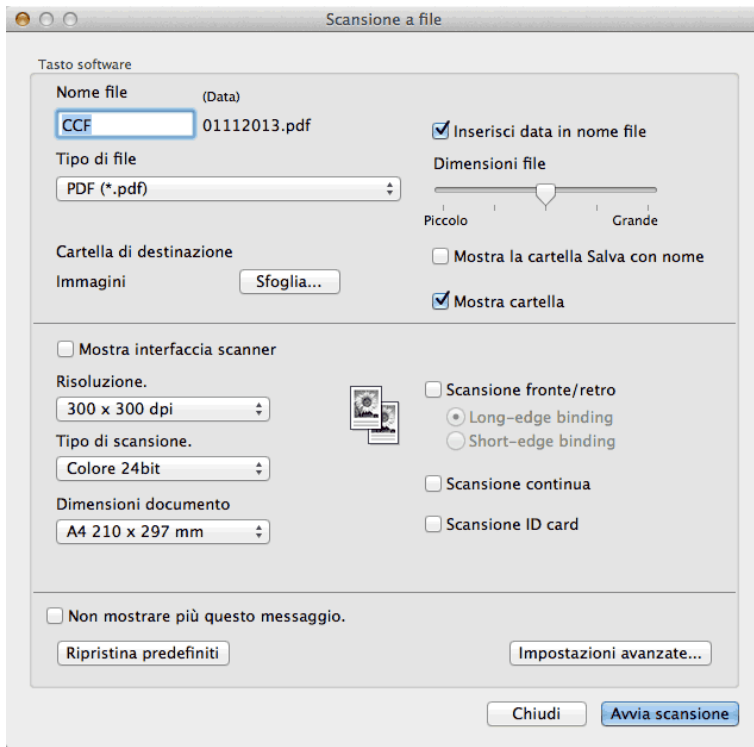 Scansione a file
Tasto software
Nome file
(Data)
CCF
01112013.pdf
Inserisci data in nome file
Tipo di file
Dimensioni file
PDF (*.pdf)
Piccolo
Grande
Cartella di destinazione
Mostra la cartella Salva con nome
Immagini
Sfoglia...
Mostra cartella
Mostra interfaccia scanner
Risoluzione.
Scansione fronte/retro
300 x 300 dpi
Long-edge binding
Tipo di scansione.
Short-edge binding
Colore 24bit
Scansione continua
Dimensioni documento
Scansione ID card
A4 210 x 297 mm
Non mostrare più questo messaggio.
Ripristina predefiniti
Impostazioni avanzate...
Chiudi
Avvia scansione